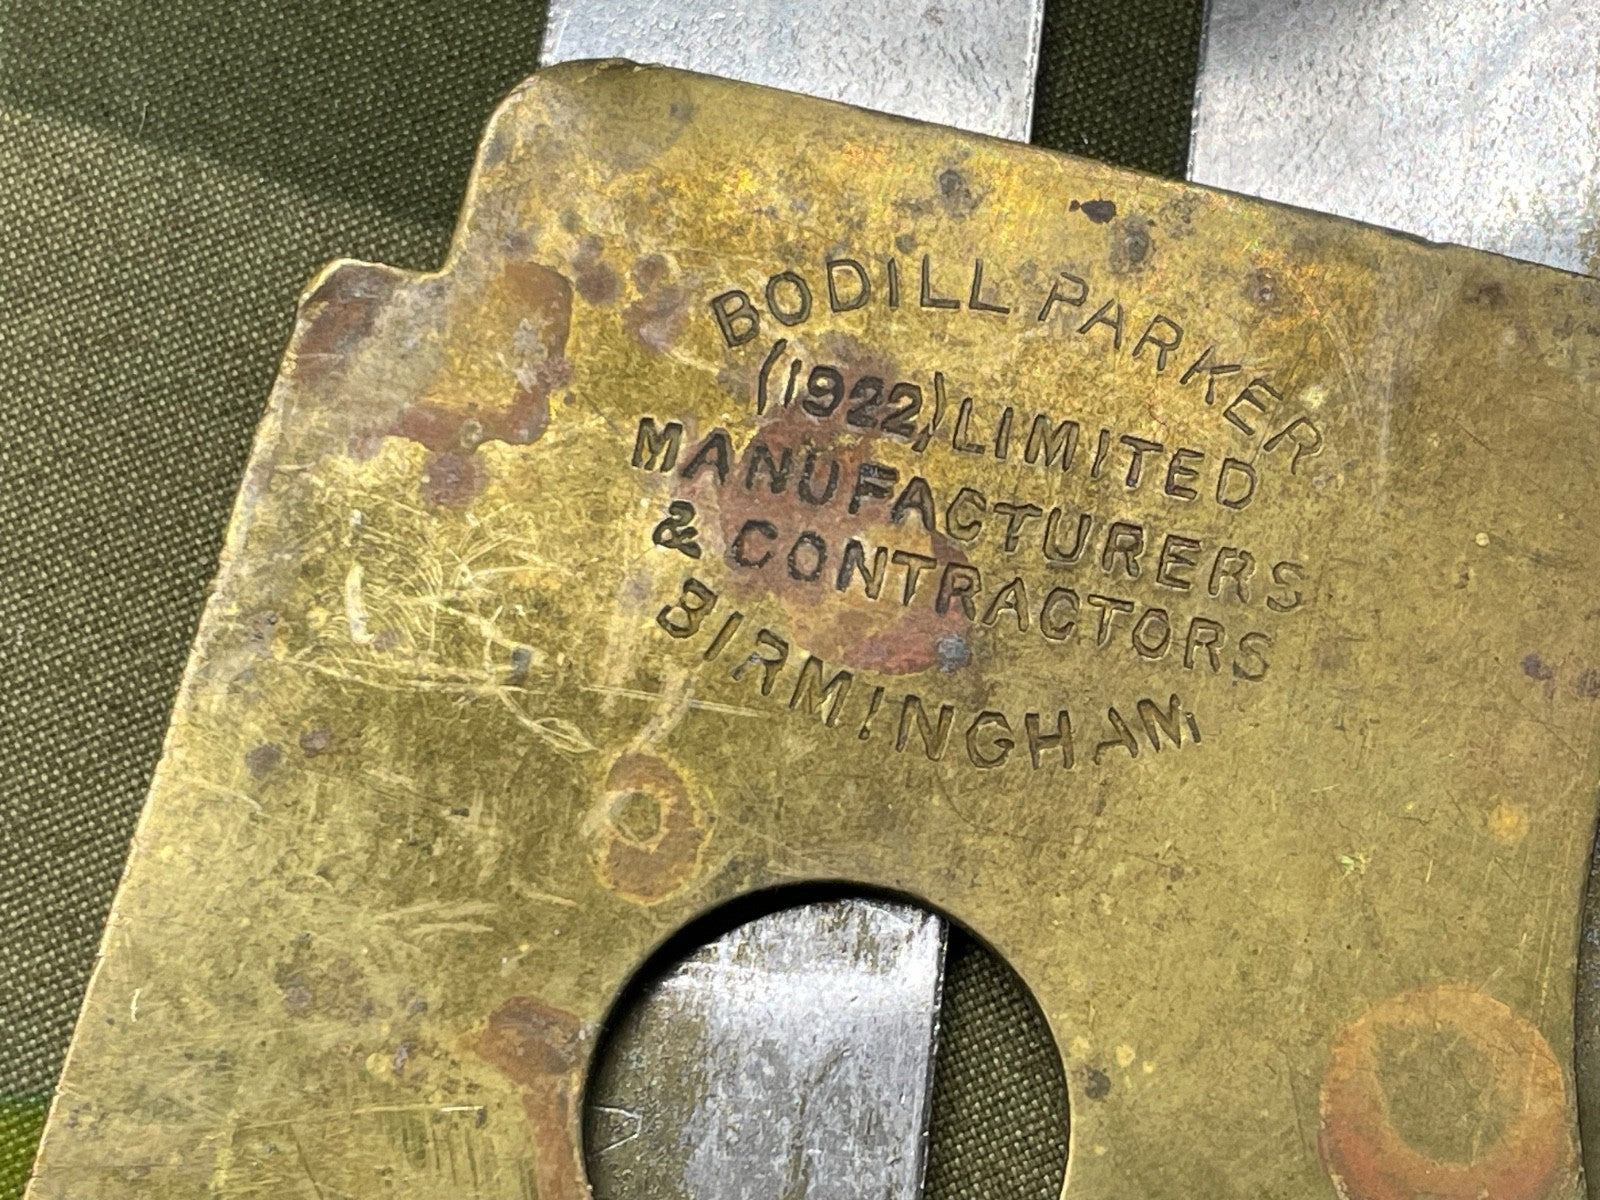 BODILL PARKER
(1922) LIMITED
MANUFACTURERS
& CONTRACTORS
BIRMINGHAM